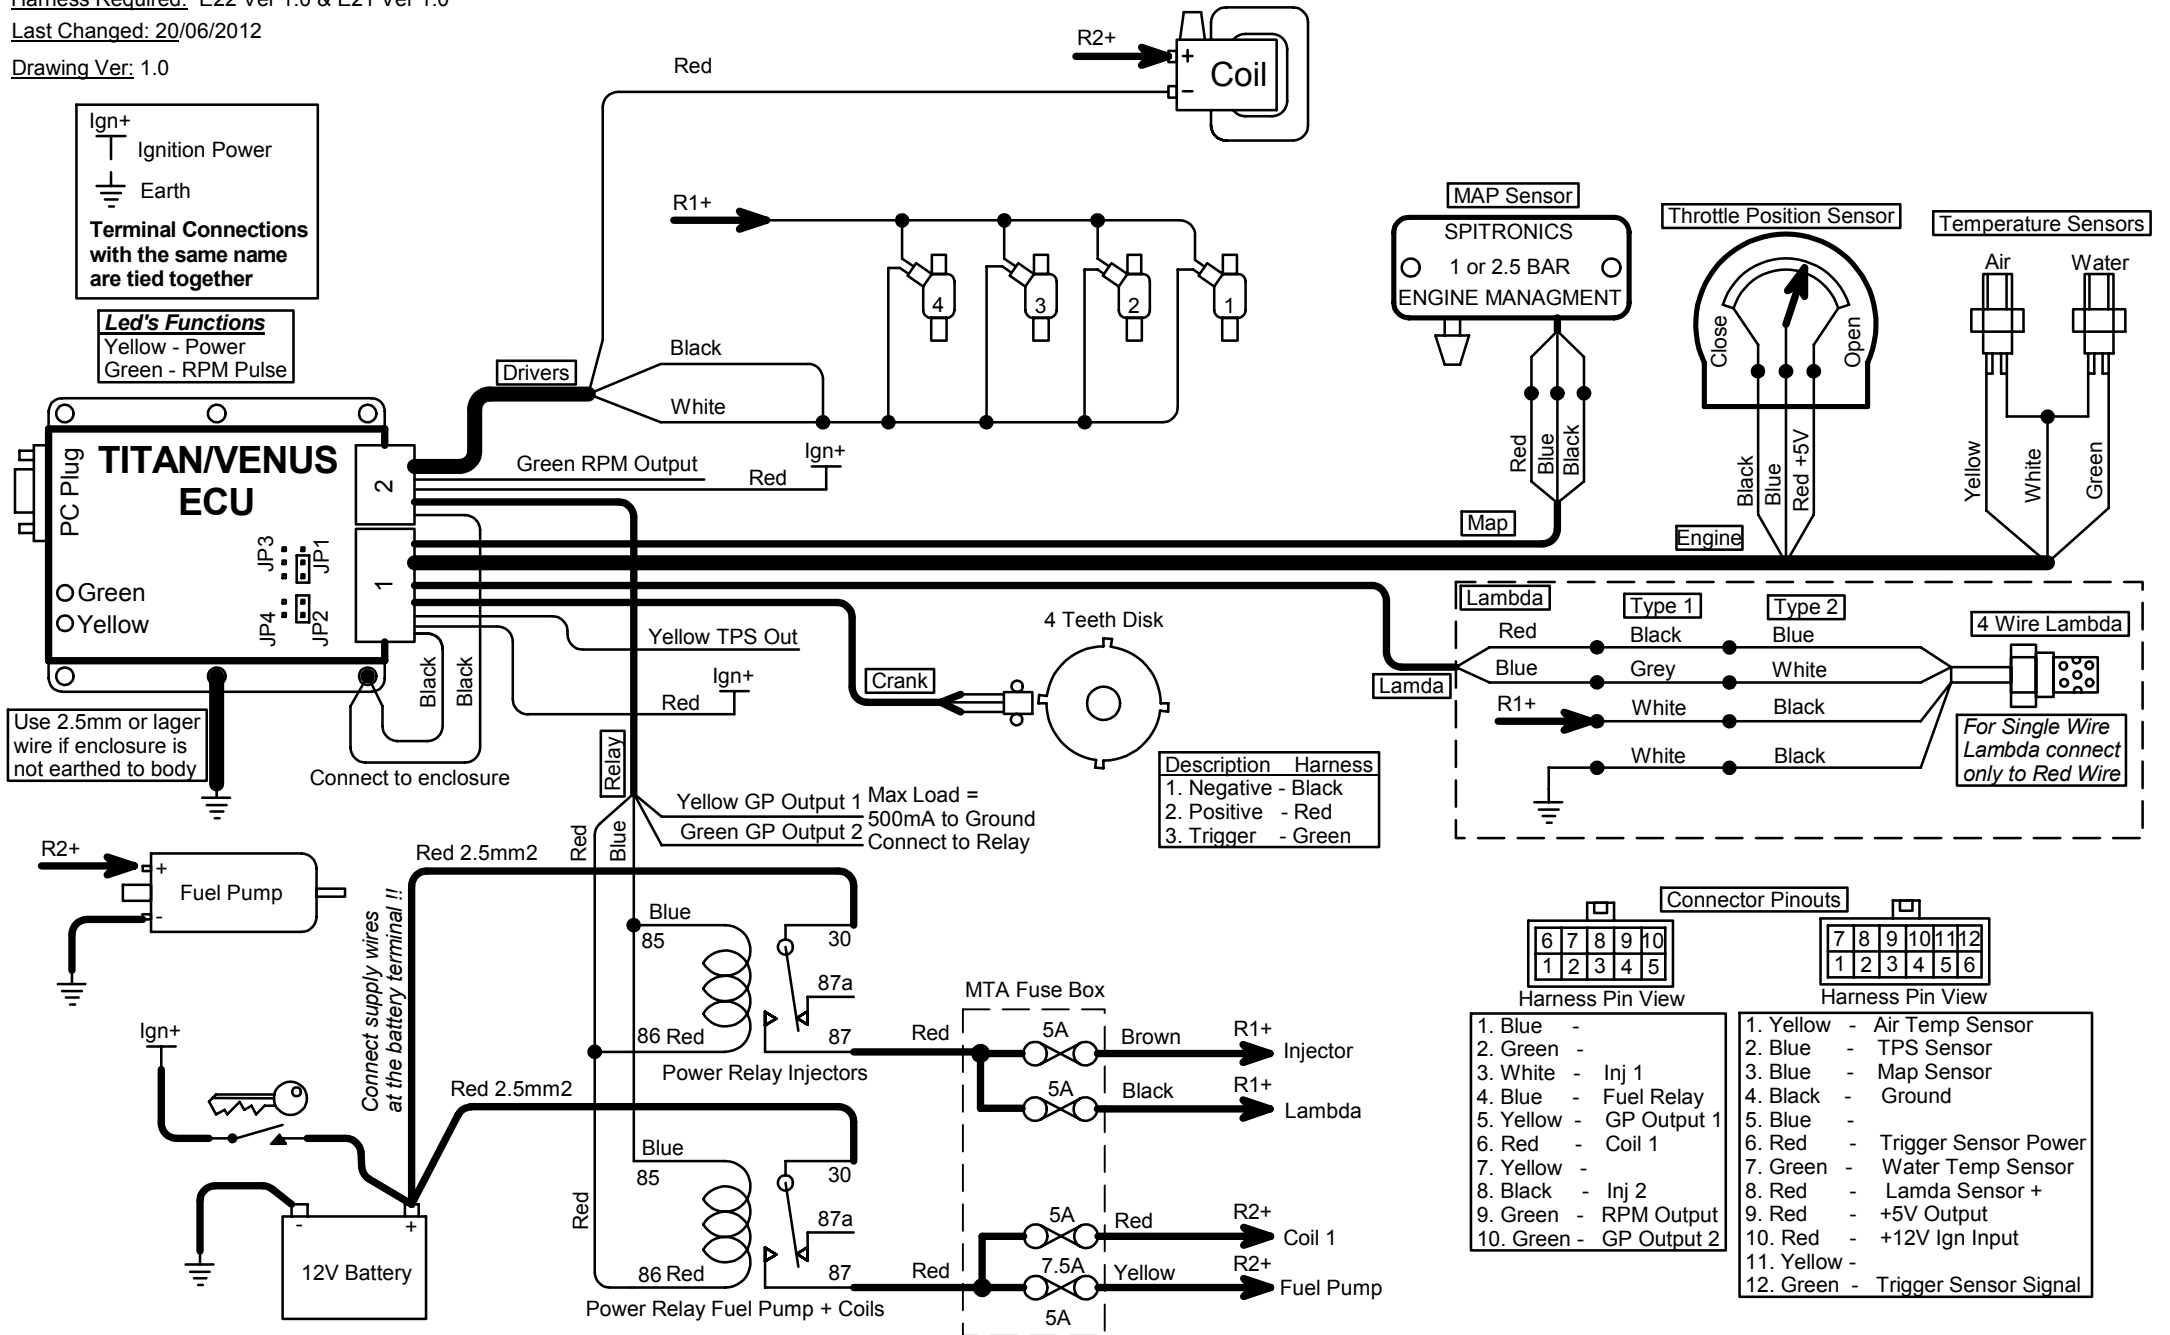 Harness Required: E22 Ver 1.0 & E21 Ver 1.0
Last Changed: 20/06/2012
Drawing Ver: 1.0
Ign+
Ignition Power
Earth
Terminal Connections
with the same name
are tied together
Led's Functions
Yellow - Power
Green - RPM Pulse
Red
R2+
+
-
Coil
R1+
4
3
2
1
Drivers
Black
White
MAP Sensor
SPITRONICS
1 or 2.5 BAR
ENGINE MANAGMENT
Red
Blue
Black
Map
Throttle Position Sensor
Close
Open
Black
Blue
Red +5V
Engine
Temperature Sensors
Air
Water
Yellow
White
Green
TITAN/VENUS
ECU
PC Plug
2
1
JP3
JP1
JP4
JP2
Green
Yellow
Green RPM Output
Red
Ign+
Black
Black
Connect to enclosure
Use 2.5mm or lager
wire if enclosure is
not earthed to body
Yellow TPS Out
Red
Ign+
Crank
4 Teeth Disk
Description Harness
1. Negative - Black
2. Positive - Red
3. Trigger - Green
Lamda
Lambda
Type 1
Type 2
Red
Black
Blue
Blue
Grey
White
R1+
White
Black
White
Black
4 Wire Lambda
For Single Wire
Lambda connect
only to Red Wire
Relay
Yellow GP Output 1
Green GP Output 2
Max Load =
500mA to Ground
Connect to Relay
Red
Blue
R2+
+
-
Fuel Pump
Red 2.5mm2
Connect supply wires
at the battery terminal !!
Blue
85
30
87a
86 Red
87
Power Relay Injectors
Red
MTA Fuse Box
5A
Brown
R1+
Injector
5A
Black
R1+
Lambda
Ign+
Red 2.5mm2
-
+
12V Battery
Red
Blue
85
30
87a
86 Red
87
Power Relay Fuel Pump + Coils
Red
5A
Red
R2+
Coil 1
7.5A
Yellow
R2+
Fuel Pump
5A
Connector Pinouts
6 7 8 9 10
1 2 3 4 5
Harness Pin View
1. Blue -
2. Green -
3. White - Inj 1
4. Blue - Fuel Relay
5. Yellow - GP Output 1
6. Red - Coil 1
7. Yellow -
8. Black - Inj 2
9. Green - RPM Output
10. Green - GP Output 2
7 8 9 10 11 12
1 2 3 4 5 6
Harness Pin View
1. Yellow - Air Temp Sensor
2. Blue - TPS Sensor
3. Blue - Map Sensor
4. Black - Ground
5. Blue -
6. Red - Trigger Sensor Power
7. Green - Water Temp Sensor
8. Red - Lamda Sensor +
9. Red - +5V Output
10. Red - +12V Ign Input
11. Yellow -
12. Green - Trigger Sensor Signal